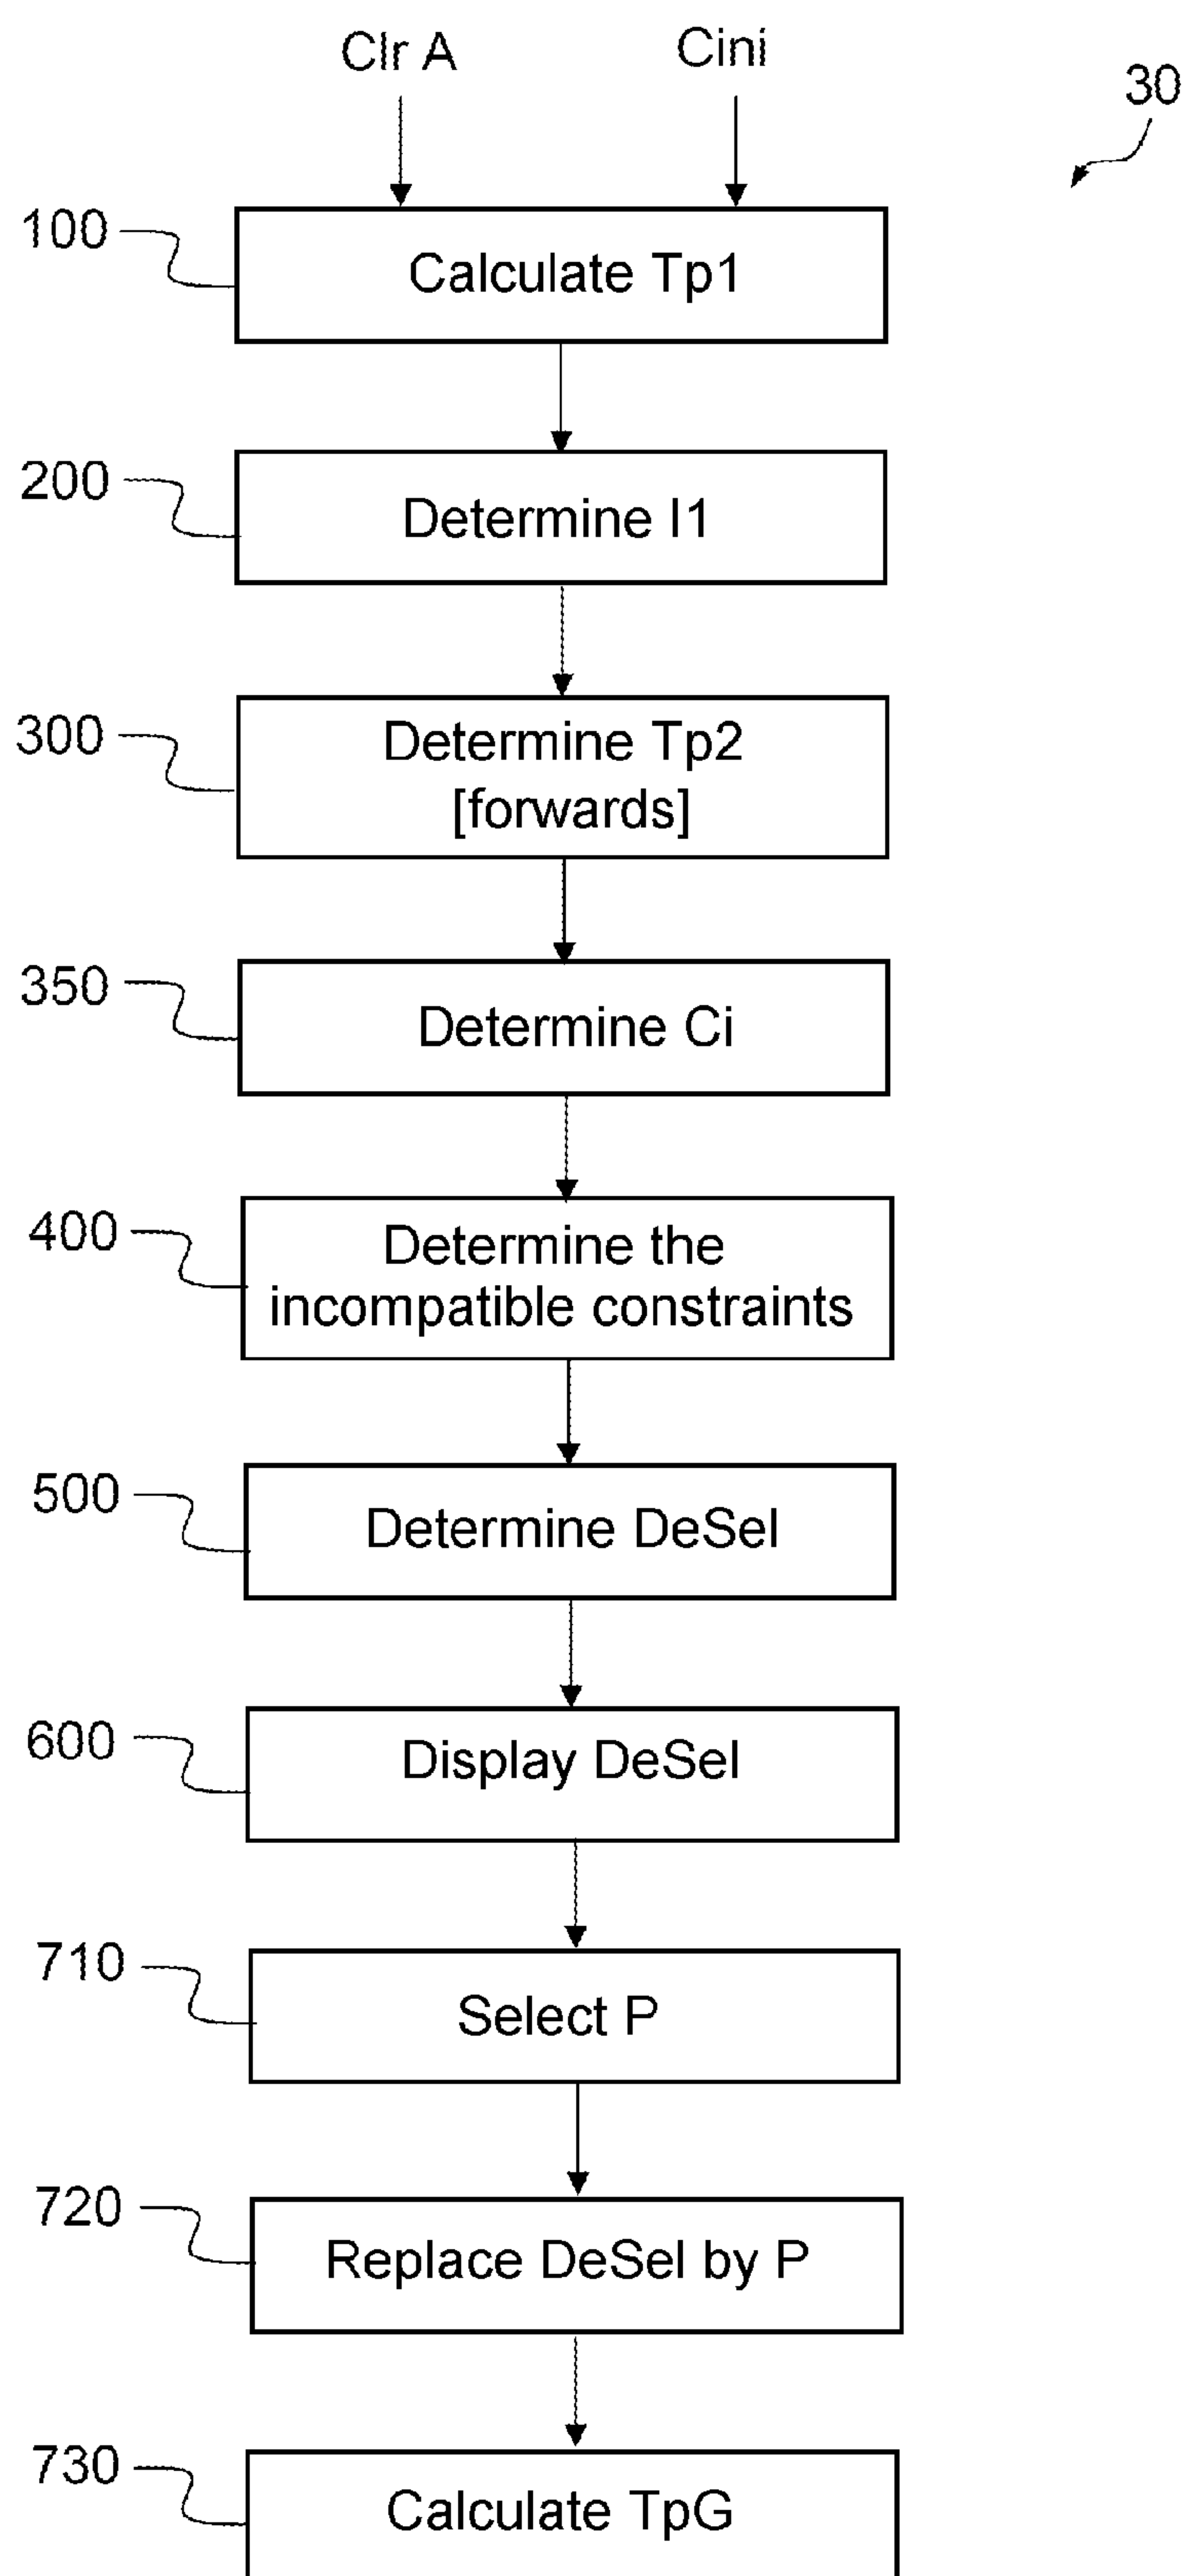 Clr A
Cini
30
100
Calculate Tp1
200
Determine I1
300
Determine Tp2
[forwards]
350
Determine Ci
400
Determine the
incompatible constraints
500
Determine DeSel
600
Display DeSel
710
Select P
720
Replace DeSel by P
730
Calculate TpG